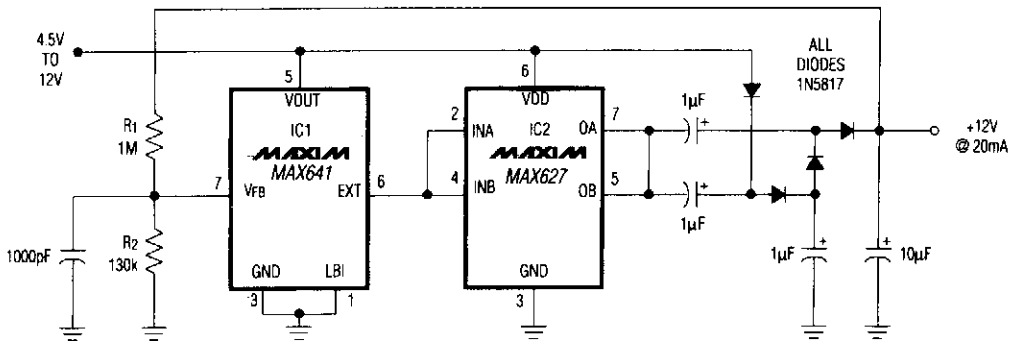 4.5V
TO
12V
ALL
DIODES
1N5817
5
VOUT
IC1
MAXIM
MAX641
7
VFB
EXT
6
GND
LBI
3
1
R1
1M
R2
130k
1000pF
6
VDD
2
INA
IC2
OA
7
MAXIM
MAX627
4
INB
OB
5
GND
3
1µF
+
1µF
+
+
1µF
+
10µF
+12V
@ 20mA